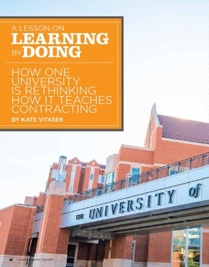 A LESSON ON
LEARNING
BY DOING
HOW ONE
UNIVERSITY
IS RETHINKING
HOW IT TEACHES
CONTRACTING
BY KATE VITASEK
THE UNIVERSITY of